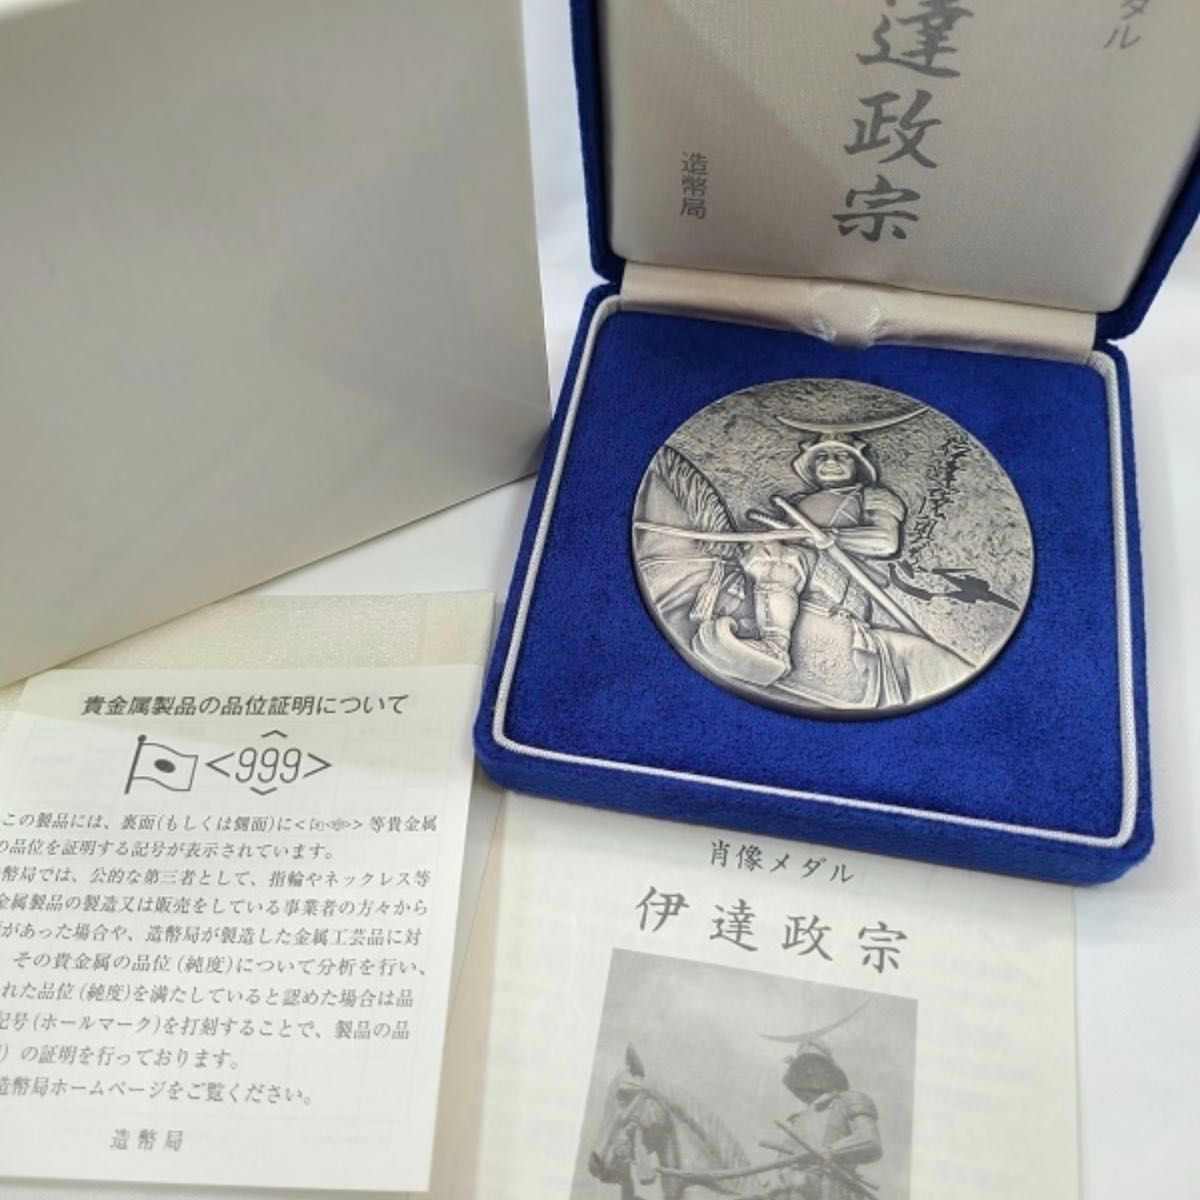 メダル
達政宗
造幣局
貴金属製品の品位証明について
<999>
この製品には、裏面(もしくは側面)に< >等貴金属
の品位を証明する記号が表示されています。
幣局では、公的な第三者として、指輪やネックレス等
金属製品の製造又は販売をしている事業者の方々から
があった場合や、造幣局が製造した金属工芸品に対
その貴金属の品位(純度)について分析を行い、
れた品位(純度)を満たしていると認めた場合は品
記号(ホールマーク)を打刻することで、製品の品
)の証明を行っております。
造幣局ホームページをご覧ください。
造幣局
肖像メダル
伊達政宗